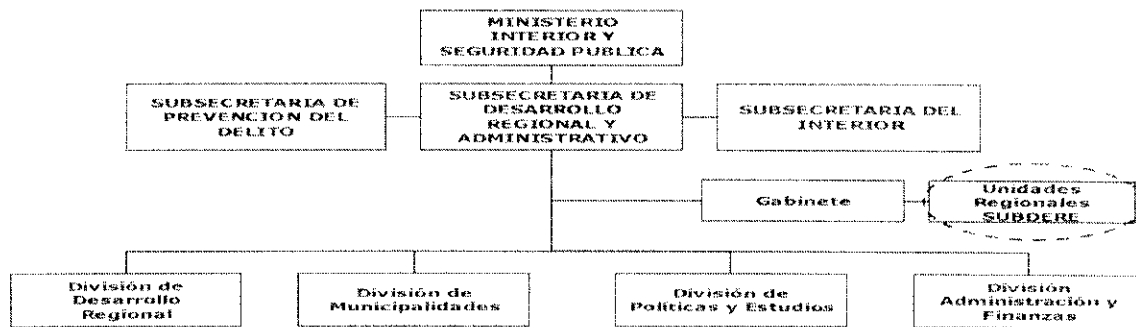 MINISTERIO
INTERIOR Y
SEGURIDAD PUBLICA
SUBSECRETARIA DE
PREVENCION DEL
DELITO
SUBSECRETARIA DE
DESARROLLO
REGIONAL Y
ADMINISTRATIVO
SUBSECRETARIA DEL
INTERIOR
Gabinete
Unidades
Regionales
SUBDERE
División de
Desarrollo
Regional
División de
Municipalidades
División de
Políticas y Estudios
División
Administración y
Finanzas